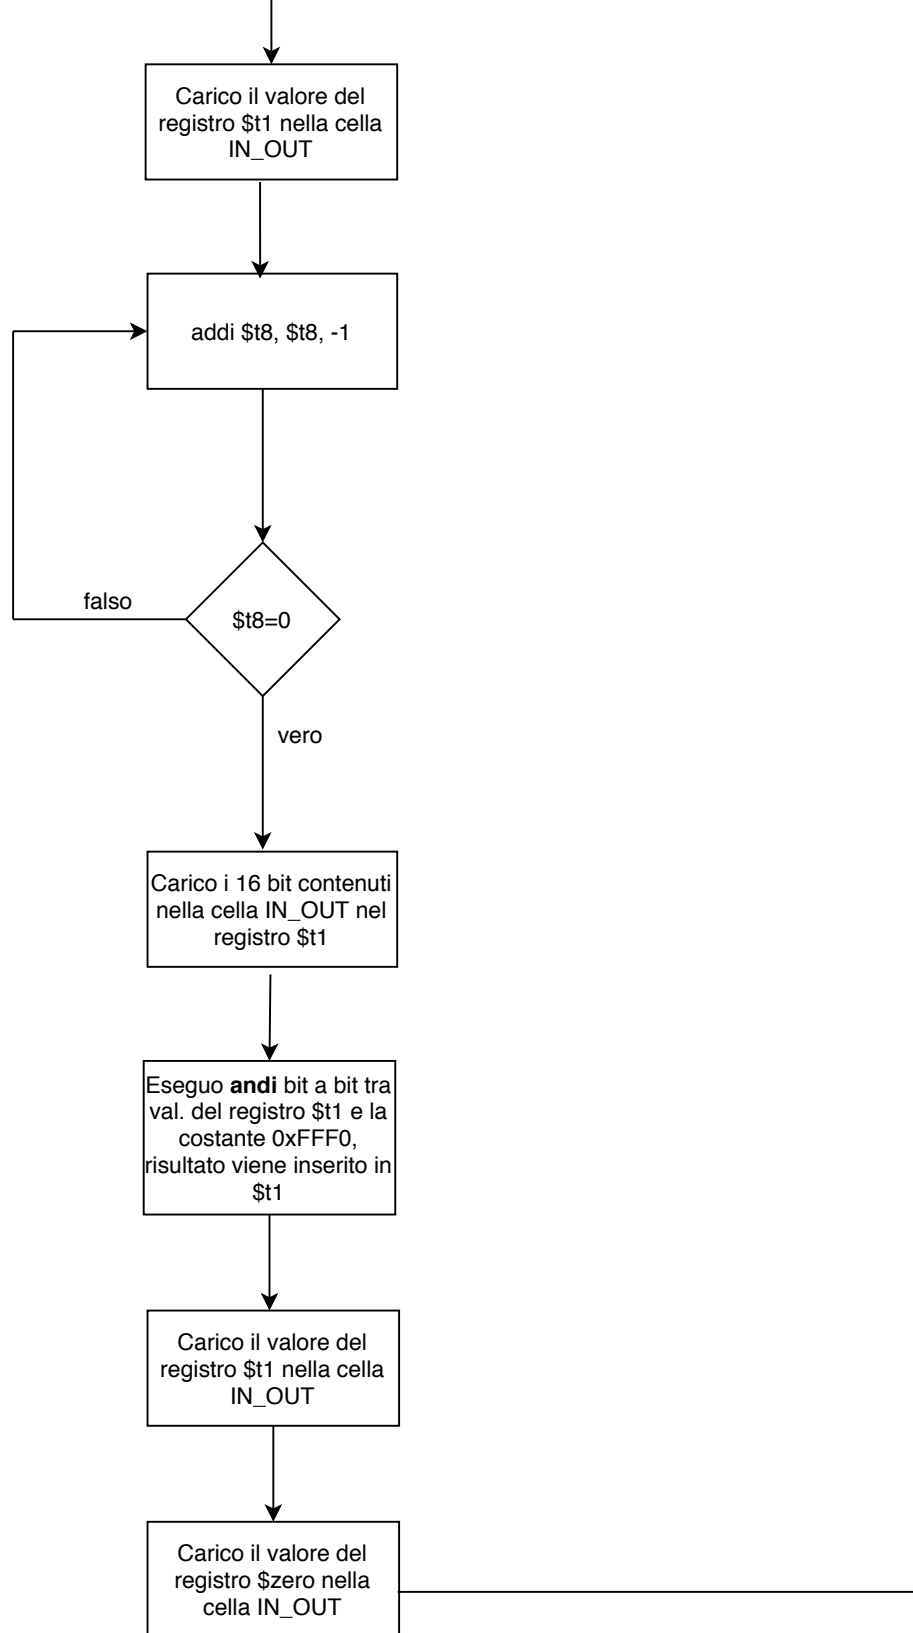 Carico il valore del
registro $t1 nella cella
IN_OUT
addi $t8, $t8, -1
falso
$t8=0
vero
Carico i 16 bit contenuti
nella cella IN_OUT nel
registro $t1
Eseguo andi bit a bit tra
val. del registro $t1 e la
costante 0xFFF0,
risultato viene inserito in
$t1
Carico il valore del
registro $t1 nella cella
IN_OUT
Carico il valore del
registro $zero nella
cella IN_OUT